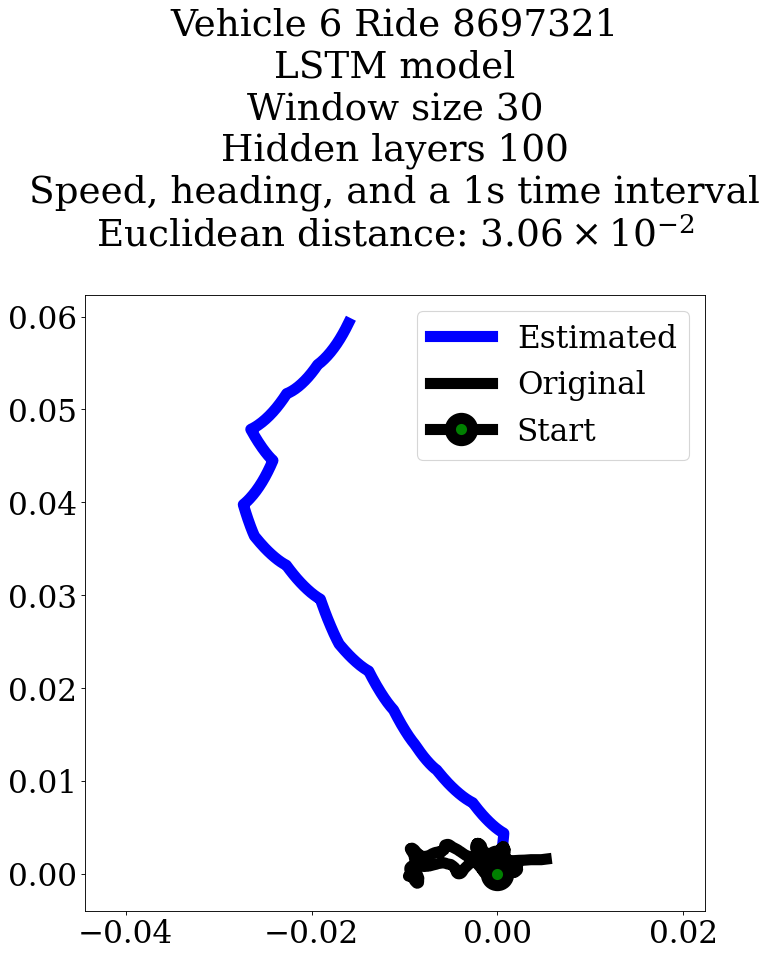 Vehicle 6 Ride 8697321
LSTM model
Window size 30
Hidden layers 100
Speed, heading, and a 1s time interval
Euclidean distance: 3.06 × 10⁻²
Estimated
Original
Start
0.06
0.05
0.04
0.03
0.02
0.01
0.00
−0.04 −0.02 0.00 0.02